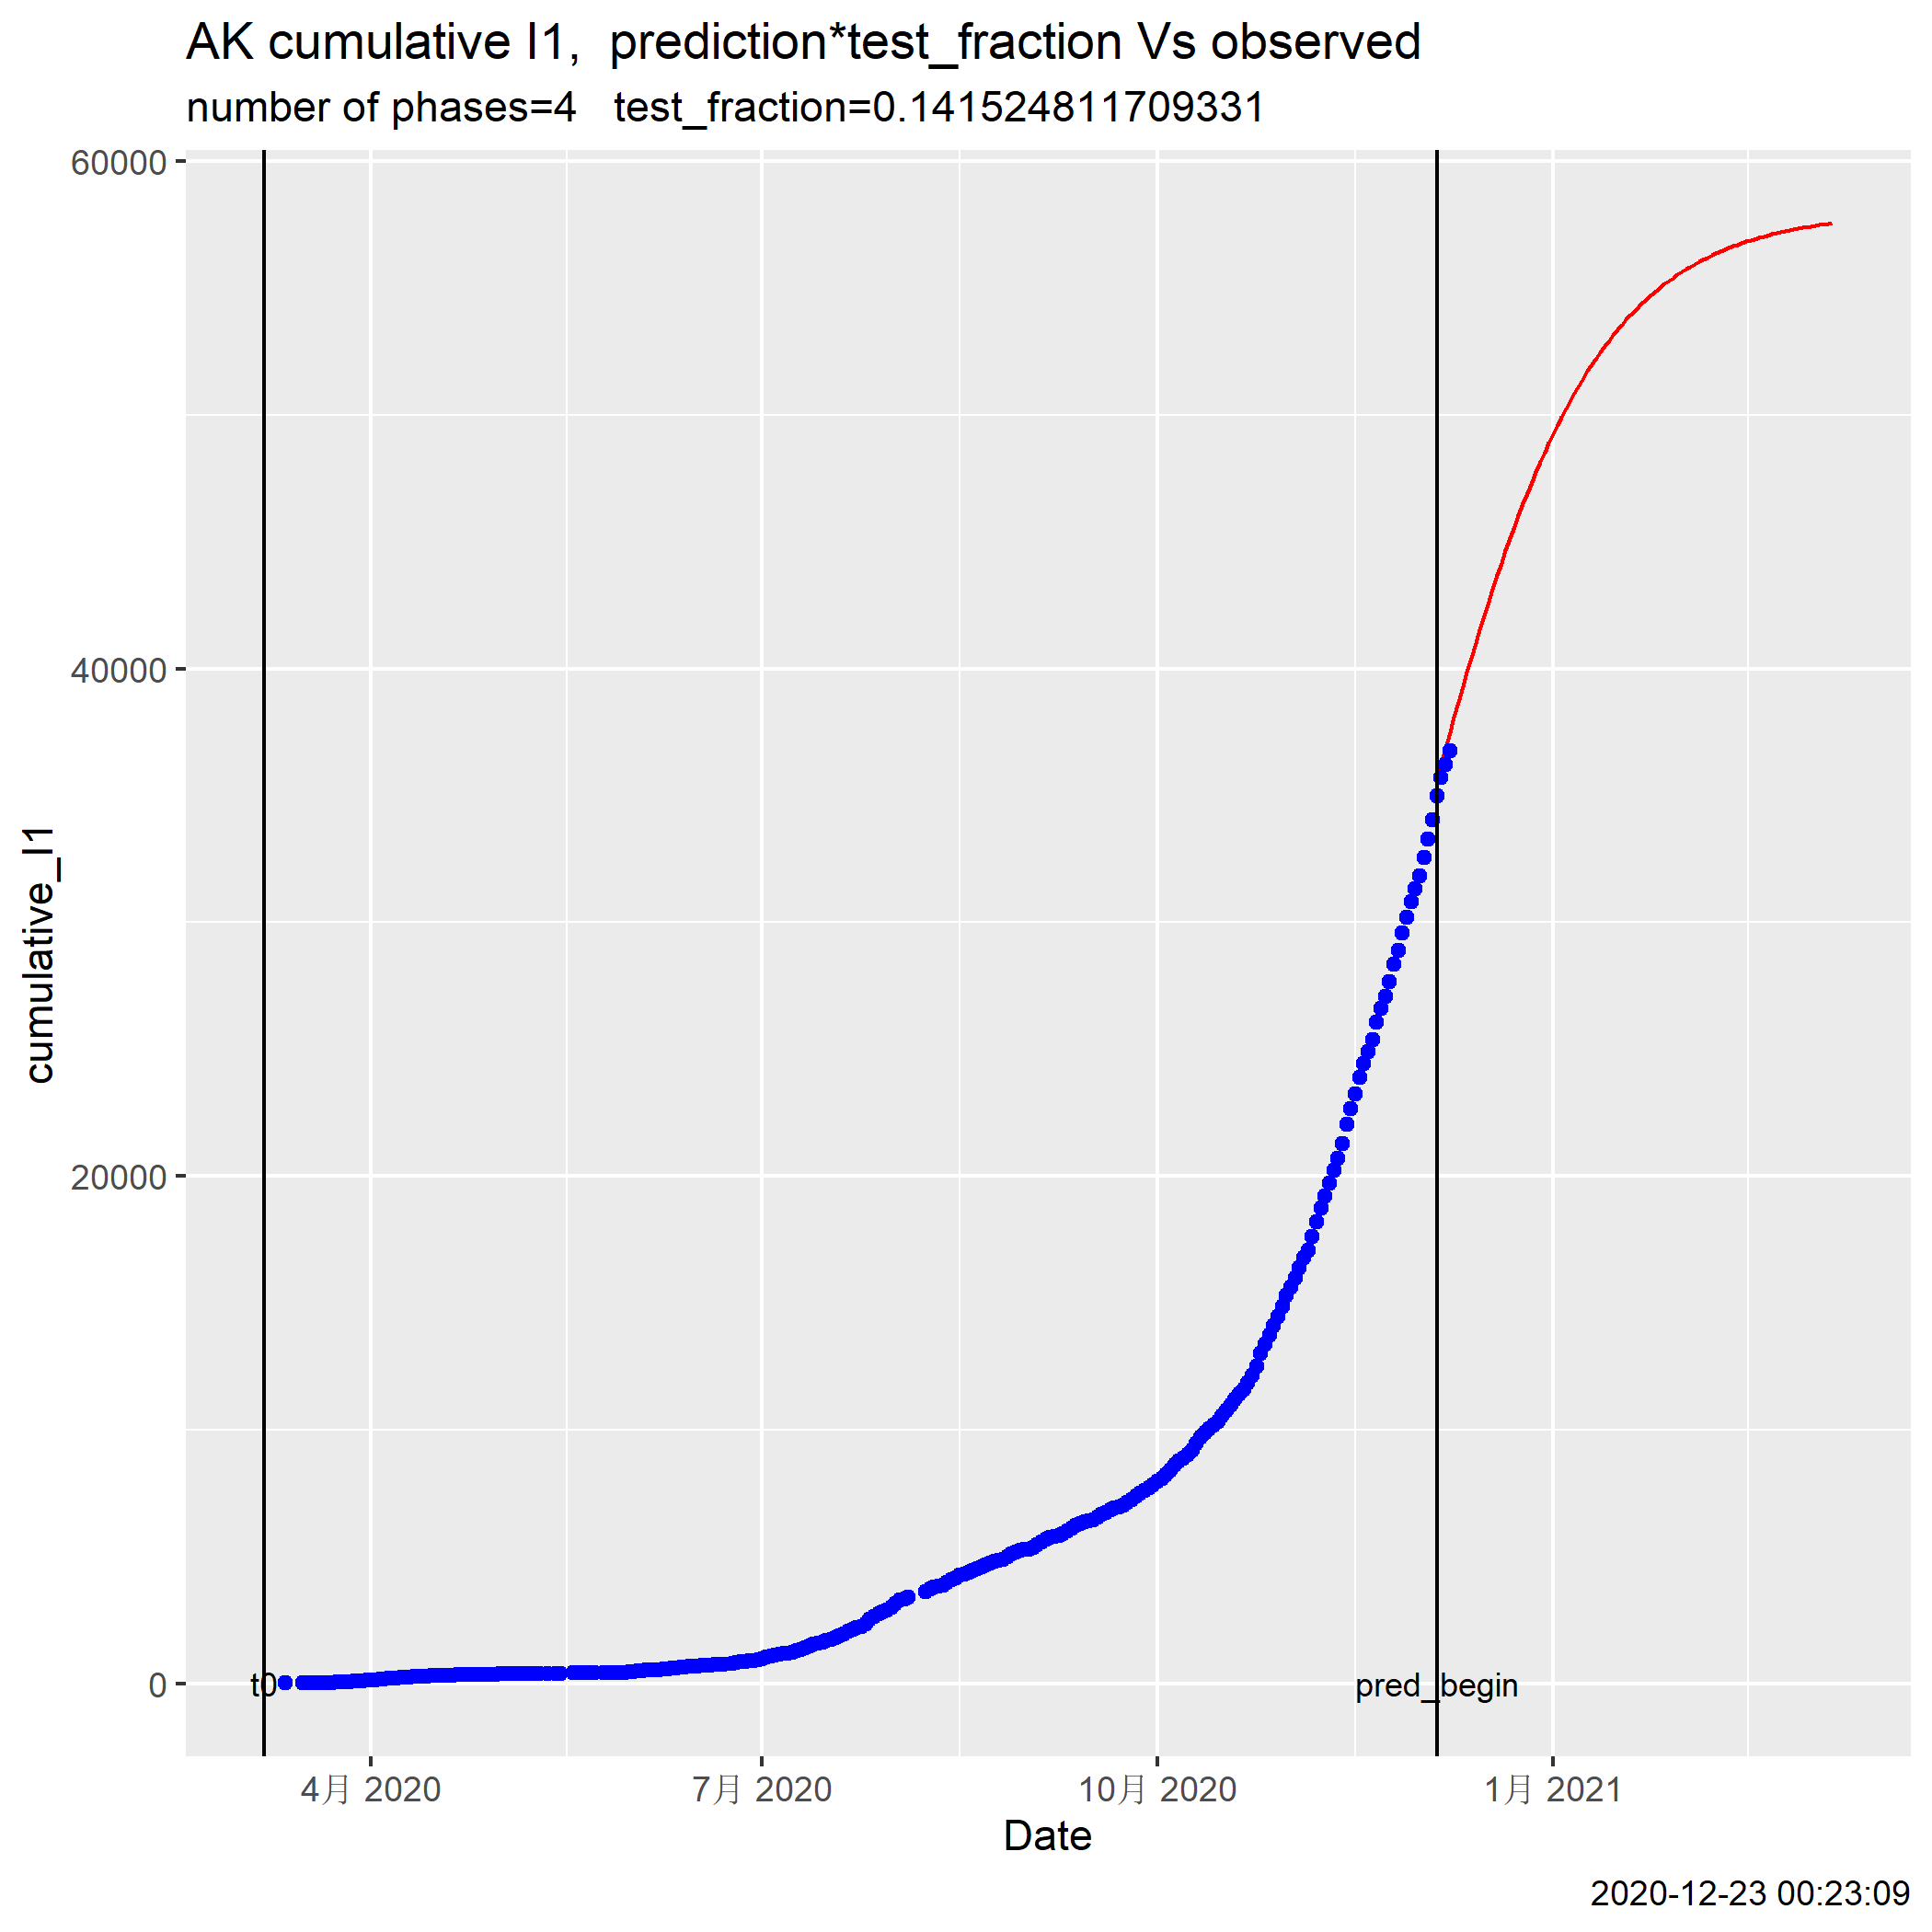 AK cumulative I1,  prediction*test_fraction Vs observed
number of phases=4   test_fraction=0.141524811709331
60000
40000
20000
0
cumulative_I1
t0
pred_begin
4月 2020
7月 2020
10月 2020
1月 2021
Date
2020-12-23 00:23:09